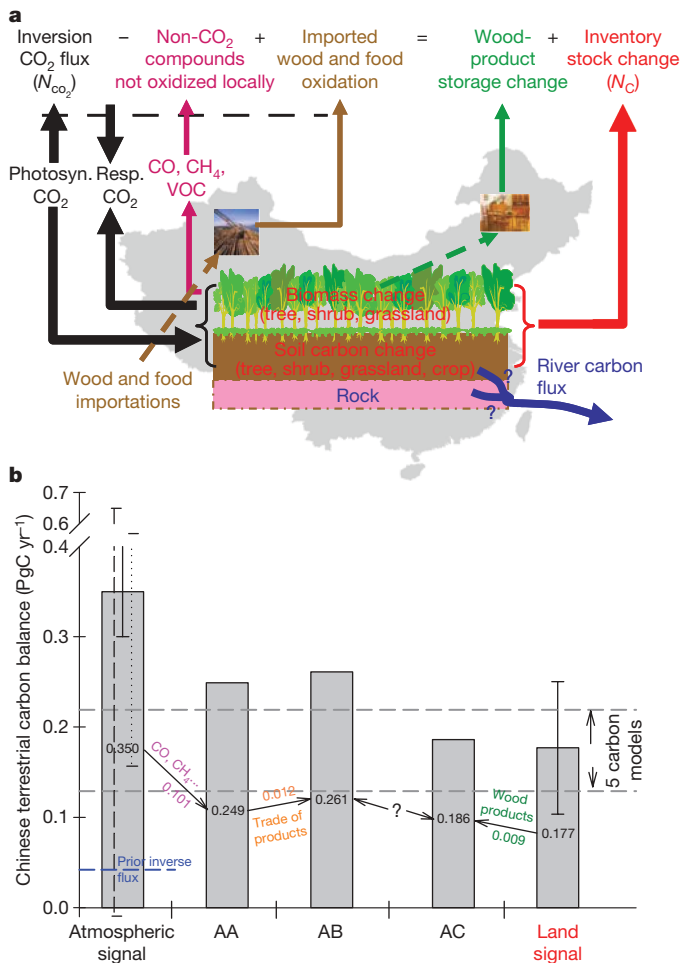 a
Inversion
CO2 flux
(NCO2)
–
Non-CO2
compounds
not oxidized locally
+
Imported
wood and food
oxidation
=
Wood-
product
storage change
+
Inventory
stock change
(NC)
Photosyn.
CO2
Resp.
CO2
CO, CH4,
VOC
Biomass change
(tree, shrub, grassland)
Soil carbon change
(tree, shrub, grassland, crop)
Rock
?
?
Wood and food
importations
River carbon
flux
b
Chinese terrestrial carbon balance (PgC yr–1)
0.7
0.6
0.4
0.3
0.2
0.1
0.0
0.350
CO, CH4...
0.101
0.249
0.012
Trade of
products
0.261
?
0.186
Wood
products
0.009
0.177
5 carbon
models
Prior inverse
flux
Atmospheric
signal
AA
AB
AC
Land
signal